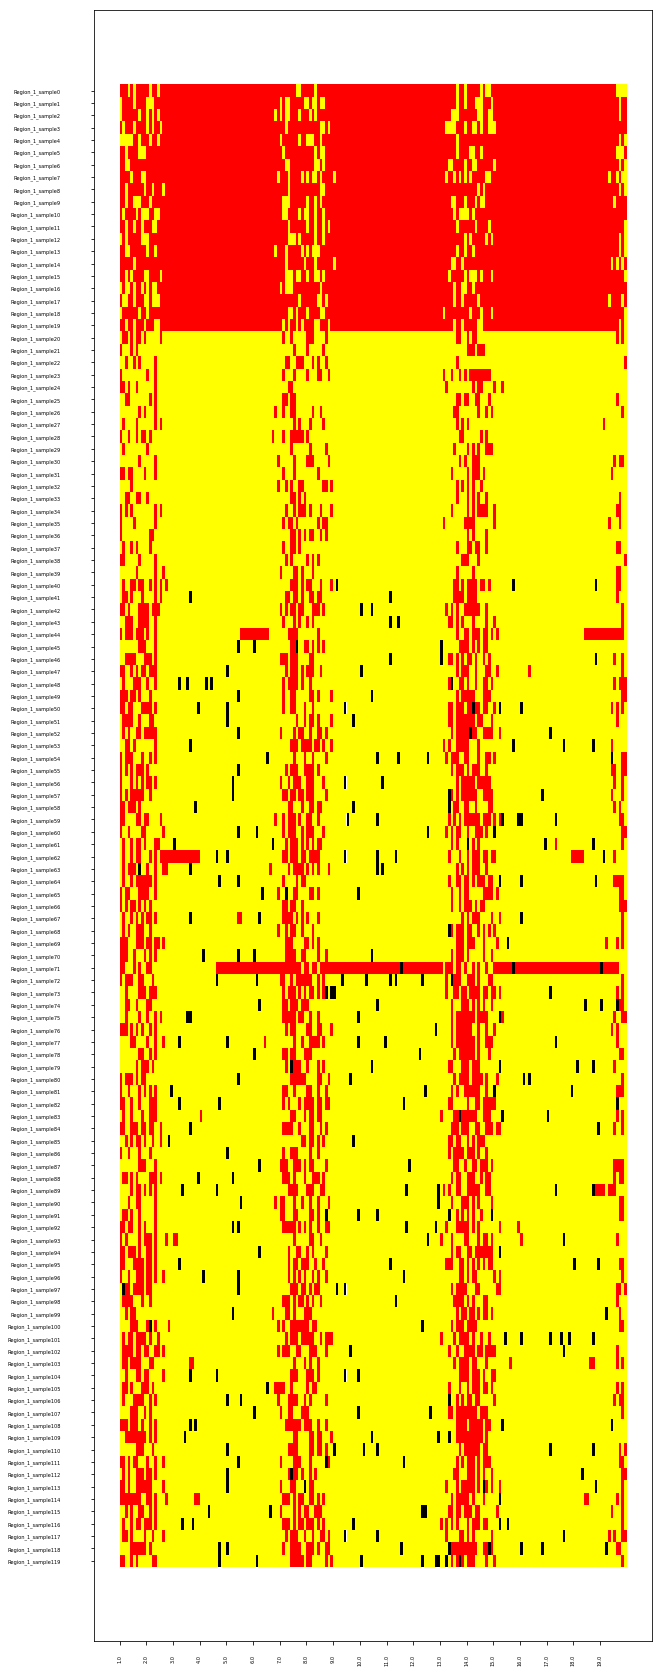 Region_1_sample0
Region_1_sample1
Region_1_sample2
Region_1_sample3
Region_1_sample4
Region_1_sample5
Region_1_sample6
Region_1_sample7
Region_1_sample8
Region_1_sample9
Region_1_sample10
Region_1_sample11
Region_1_sample12
Region_1_sample13
Region_1_sample14
Region_1_sample15
Region_1_sample16
Region_1_sample17
Region_1_sample18
Region_1_sample19
Region_1_sample20
Region_1_sample21
Region_1_sample22
Region_1_sample23
Region_1_sample24
Region_1_sample25
Region_1_sample26
Region_1_sample27
Region_1_sample28
Region_1_sample29
Region_1_sample30
Region_1_sample31
Region_1_sample32
Region_1_sample33
Region_1_sample34
Region_1_sample35
Region_1_sample36
Region_1_sample37
Region_1_sample38
Region_1_sample39
Region_1_sample40
Region_1_sample41
Region_1_sample42
Region_1_sample43
Region_1_sample44
Region_1_sample45
Region_1_sample46
Region_1_sample47
Region_1_sample48
Region_1_sample49
Region_1_sample50
Region_1_sample51
Region_1_sample52
Region_1_sample53
Region_1_sample54
Region_1_sample55
Region_1_sample56
Region_1_sample57
Region_1_sample58
Region_1_sample59
Region_1_sample60
Region_1_sample61
Region_1_sample62
Region_1_sample63
Region_1_sample64
Region_1_sample65
Region_1_sample66
Region_1_sample67
Region_1_sample68
Region_1_sample69
Region_1_sample70
Region_1_sample71
Region_1_sample72
Region_1_sample73
Region_1_sample74
Region_1_sample75
Region_1_sample76
Region_1_sample77
Region_1_sample78
Region_1_sample79
Region_1_sample80
Region_1_sample81
Region_1_sample82
Region_1_sample83
Region_1_sample84
Region_1_sample85
Region_1_sample86
Region_1_sample87
Region_1_sample88
Region_1_sample89
Region_1_sample90
Region_1_sample91
Region_1_sample92
Region_1_sample93
Region_1_sample94
Region_1_sample95
Region_1_sample96
Region_1_sample97
Region_1_sample98
Region_1_sample99
Region_1_sample100
Region_1_sample101
Region_1_sample102
Region_1_sample103
Region_1_sample104
Region_1_sample105
Region_1_sample106
Region_1_sample107
Region_1_sample108
Region_1_sample109
Region_1_sample110
Region_1_sample111
Region_1_sample112
Region_1_sample113
Region_1_sample114
Region_1_sample115
Region_1_sample116
Region_1_sample117
Region_1_sample118
Region_1_sample119
1.0
2.0
3.0
4.0
5.0
6.0
7.0
8.0
9.0
10.0
11.0
12.0
13.0
14.0
15.0
16.0
17.0
18.0
19.0